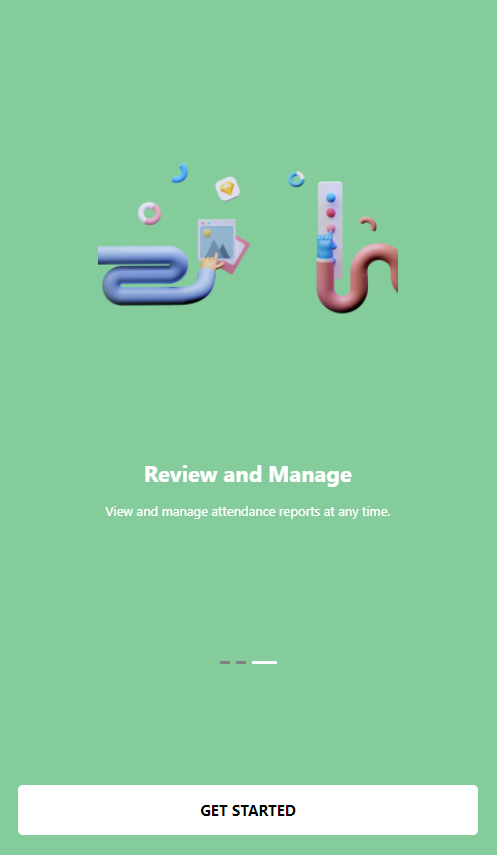 Review and Manage
View and manage attendance reports at any time.
GET STARTED